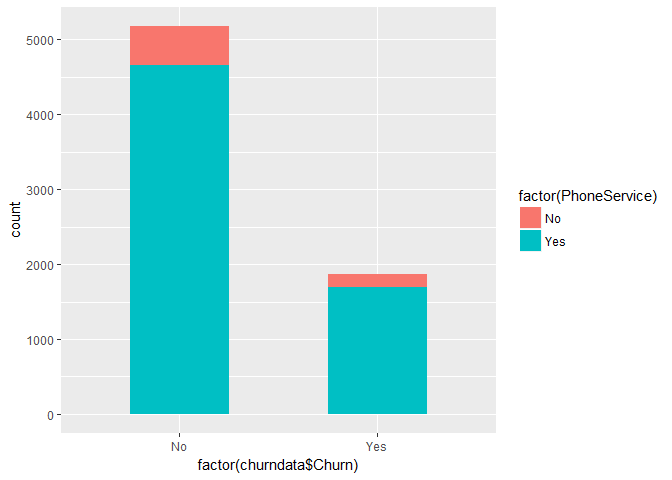 5000
4000
3000
2000
1000
0
count
No
Yes
factor(churndata$Churn)
factor(PhoneService)
No
Yes